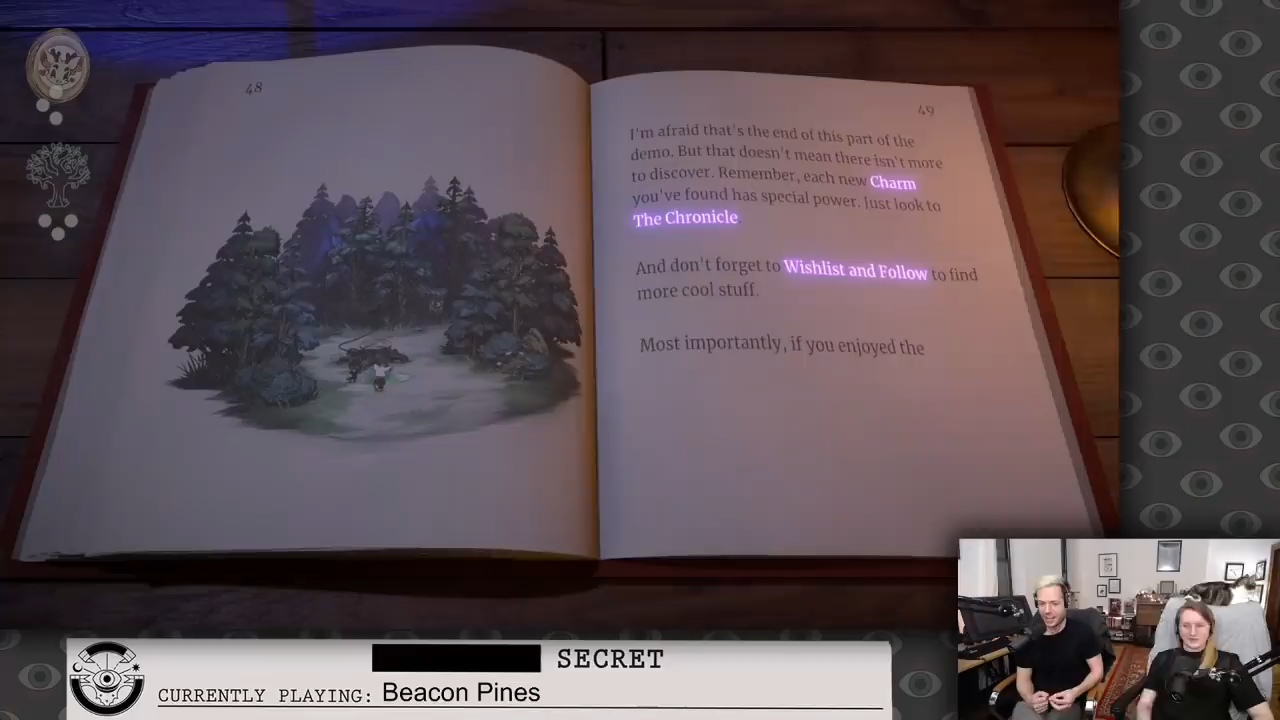 48
49
I'm afraid that's the end of this part of the
demo. But that doesn't mean there isn't more
to discover. Remember, each new Charm
you've found has special power. Just look to
The Chronicle
And don't forget to Wishlist and Follow to find
more cool stuff.
Most importantly, if you enjoyed the
SECRET
CURRENTLY PLAYING: Beacon Pines